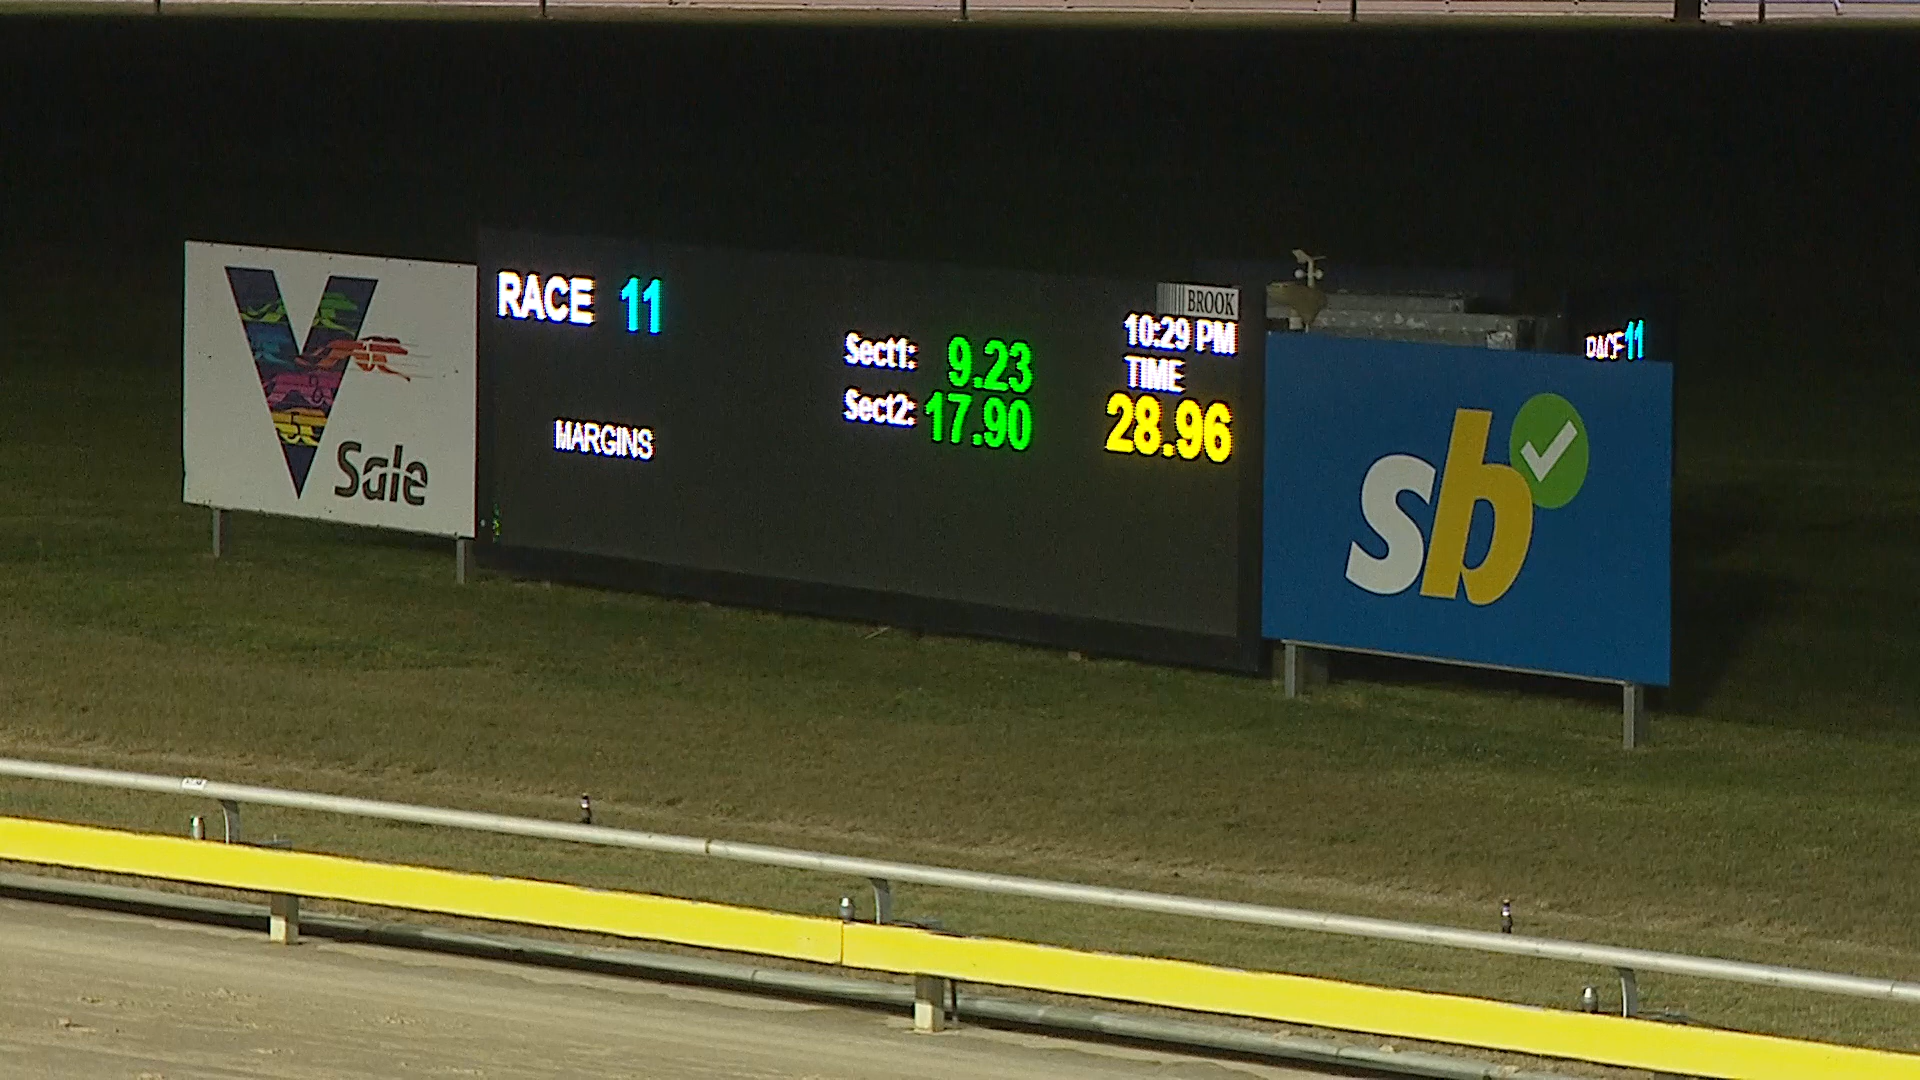 Sale
RACE 11
MARGINS
Sect1: 9.23
Sect2: 17.90
BROOK
10:29 PM
TIME
28.96
RACE 11
sb